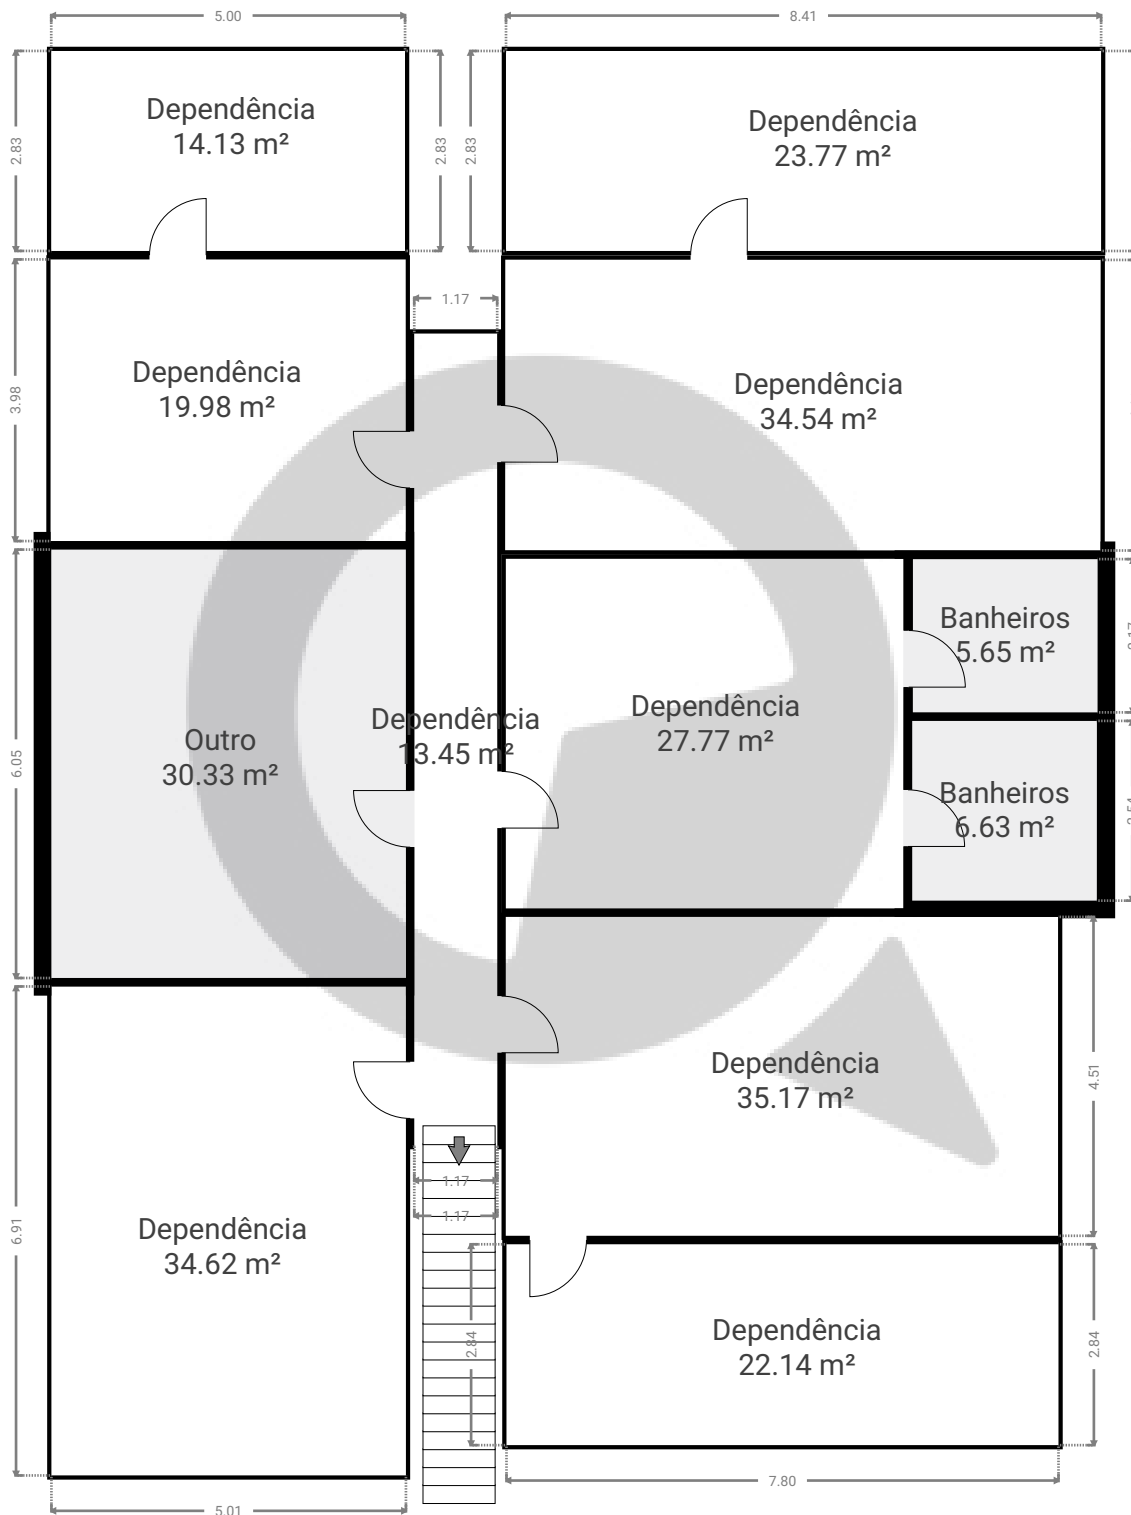 5.00
8.41
Dependência
14.13 m²
2.83
2.83
2.83
Dependência
23.77 m²
1.17
Dependência
19.98 m²
3.98
Dependência
34.54 m²
Banheiros
5.65 m²
Outro
30.33 m²
6.05
Dependência
13.45 m²
Dependência
27.77 m²
Banheiros
6.63 m²
Dependência
35.17 m²
4.51
1.17
1.17
Dependência
34.62 m²
6.91
2.84
Dependência
22.14 m²
2.84
7.80
5.01